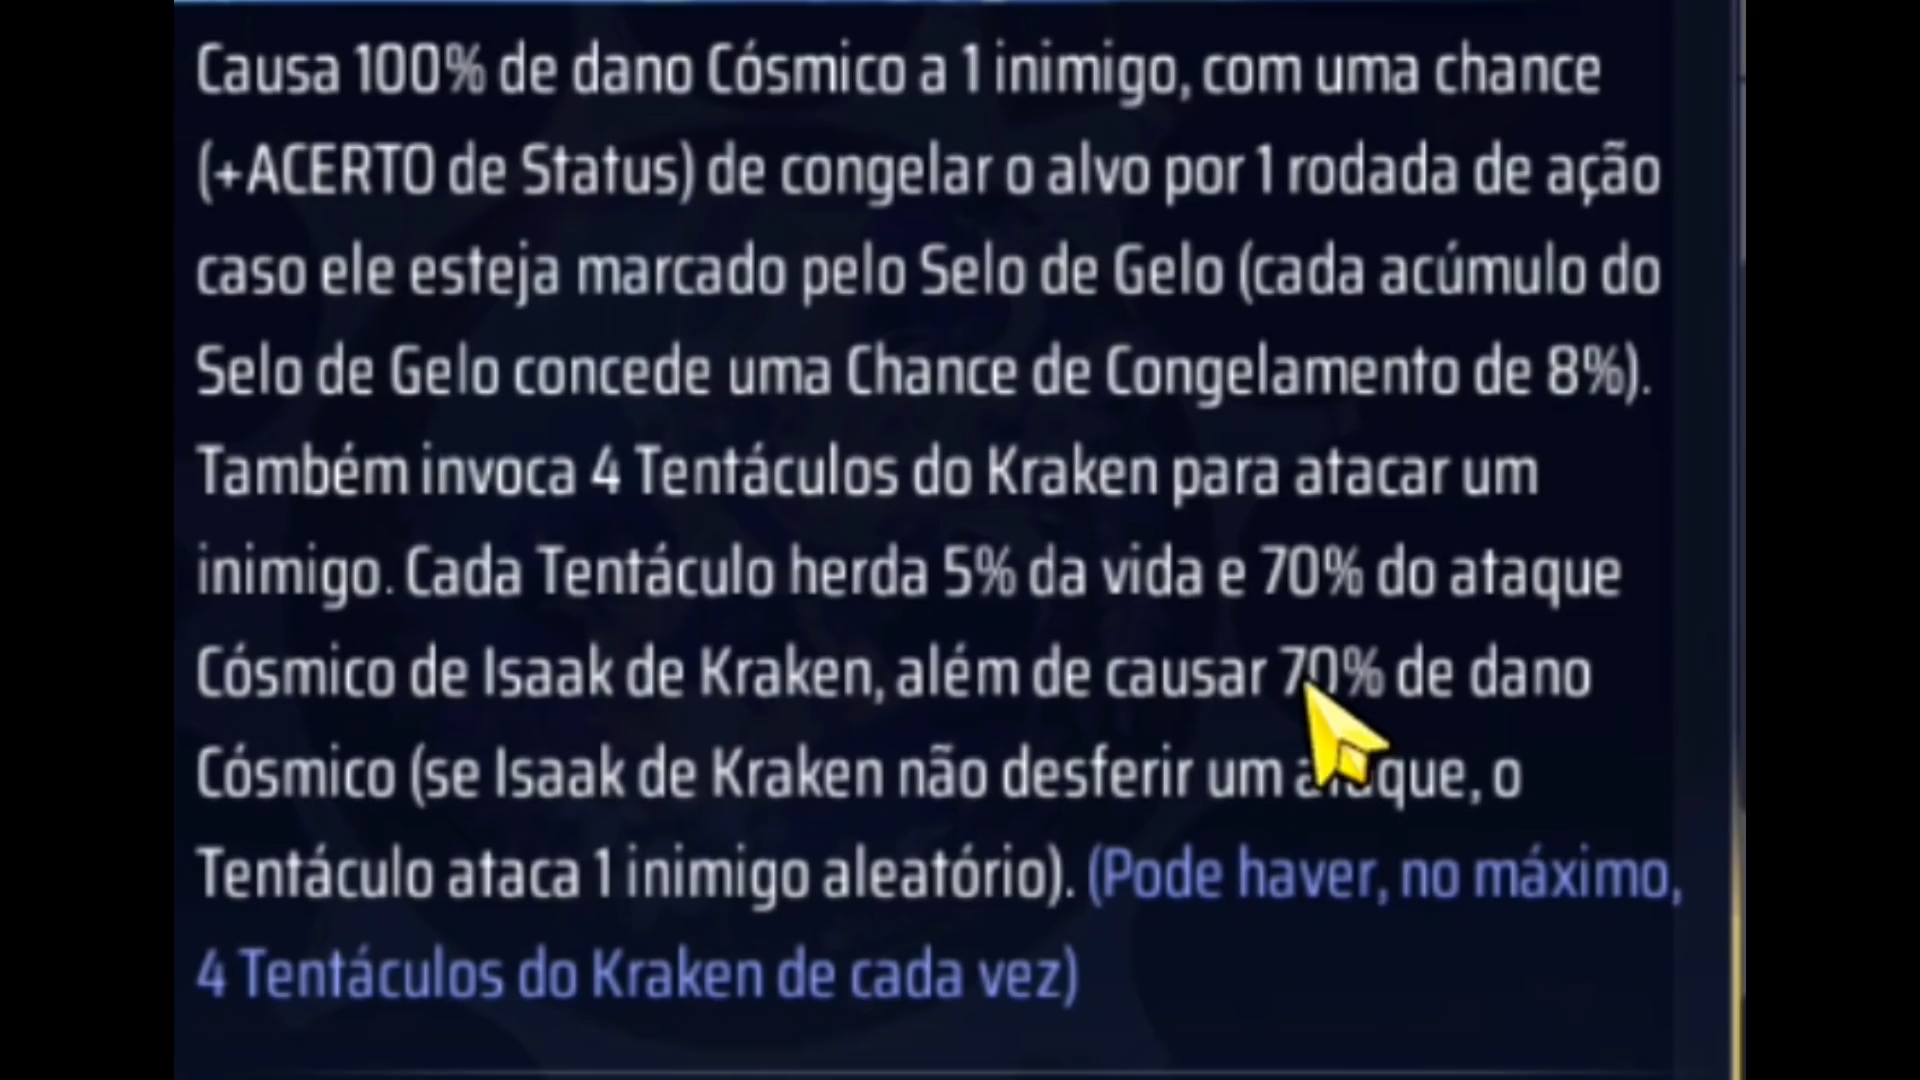 Causa 100% de dano Cósmico a 1 inimigo, com uma chance
(+ACERTO de Status) de congelar o alvo por 1 rodada de ação
caso ele esteja marcado pelo Selo de Gelo (cada acúmulo do
Selo de Gelo concede uma Chance de Congelamento de 8%).
Também invoca 4 Tentáculos do Kraken para atacar um
inimigo. Cada Tentáculo herda 5% da vida e 70% do ataque
Cósmico de Isaak de Kraken, além de causar 70% de dano
Cósmico (se Isaak de Kraken não desferir um ataque, o
Tentáculo ataca 1 inimigo aleatório). (Pode haver, no máximo,
4 Tentáculos do Kraken de cada vez)